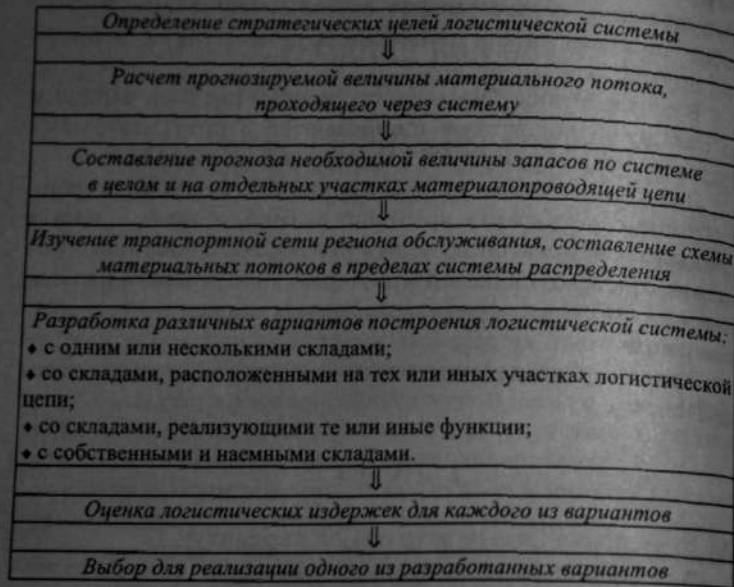 Определение стратегических целей логистической системы
⇓
Расчет прогнозируемой величины материального потока,
проходящего через систему
⇓
Составление прогноза необходимой величины запасов по системе
в целом и на отдельных участках материалопроводящей цепи
⇓
Изучение транспортной сети региона обслуживания, составление схемы
материальных потоков в пределах системы распределения
⇓
Разработка различных вариантов построения логистической системы:
♦ с одним или несколькими складами;
♦ со складами, расположенными на тех или иных участках логистической
цепи;
♦ со складами, реализующими те или иные функции;
♦ с собственными и наемными складами.
⇓
Оценка логистических издержек для каждого из вариантов
⇓
Выбор для реализации одного из разработанных вариантов